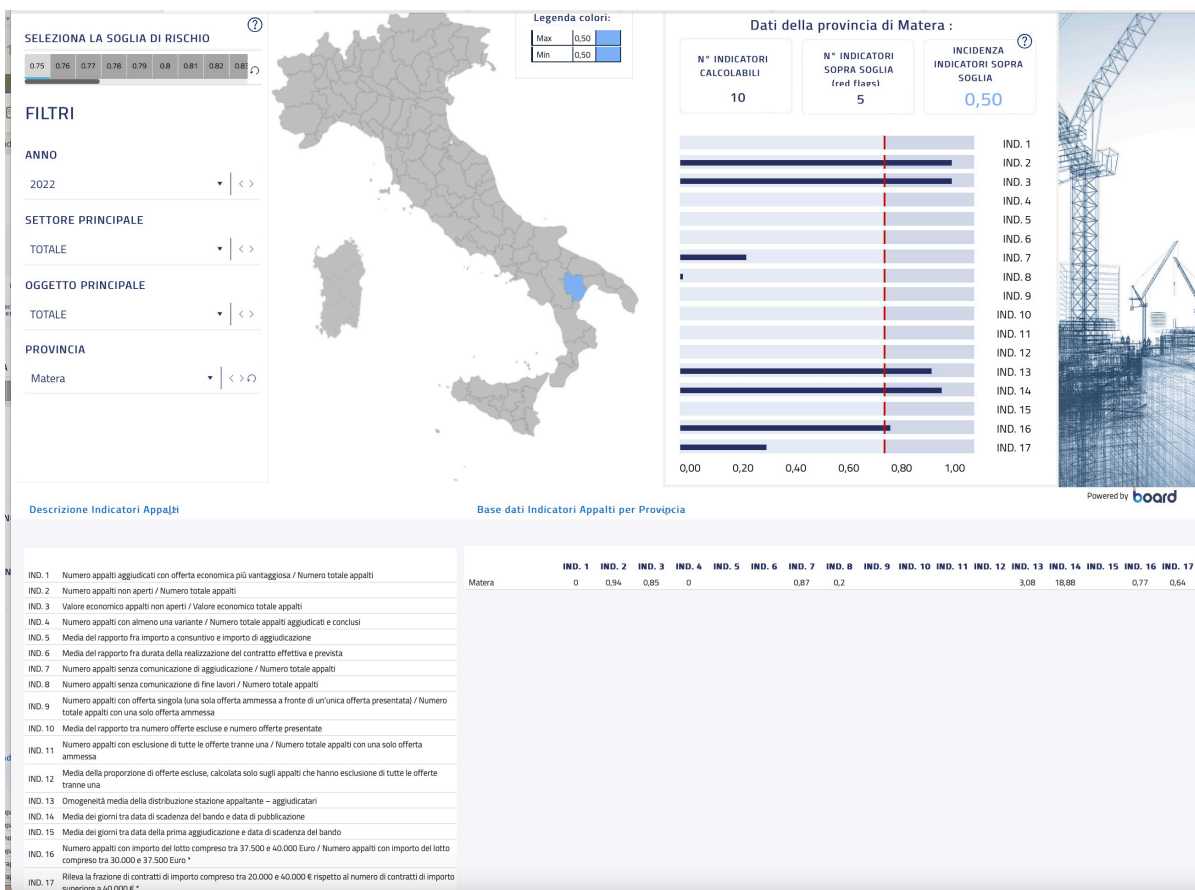 SELEZIONA LA SOGLIA DI RISCHIO
0.75 0.76 0.77 0.78 0.79 0.8 0.81 0.82 0.83
FILTRI
ANNO
2022
SETTORE PRINCIPALE
TOTALE
OGGETTO PRINCIPALE
TOTALE
PROVINCIA
Matera
Legenda colori:
Max 0,50
Min 0,50
Dati della provincia di Matera :
N° INDICATORI
CALCOLABILI
10
N° INDICATORI
SOPRA SOGLIA
(red flags)
5
INCIDENZA
INDICATORI SOPRA
SOGLIA
0,50
IND. 1
IND. 2
IND. 3
IND. 4
IND. 5
IND. 6
IND. 7
IND. 8
IND. 9
IND. 10
IND. 11
IND. 12
IND. 13
IND. 14
IND. 15
IND. 16
IND. 17
0,00 0,20 0,40 0,60 0,80 1,00
Powered by board
Descrizione Indicatori Appalti
IND. 1 Numero appalti aggiudicati con offerta economica più vantaggiosa / Numero totale appalti
IND. 2 Numero appalti non aperti / Numero totale appalti
IND. 3 Valore economico appalti non aperti / Valore economico totale appalti
IND. 4 Numero appalti con almeno una variante / Numero totale appalti aggiudicati e conclusi
IND. 5 Media del rapporto fra importo a consuntivo e importo di aggiudicazione
IND. 6 Media del rapporto fra durata della realizzazione del contratto effettiva e prevista
IND. 7 Numero appalti senza comunicazione di aggiudicazione / Numero totale appalti
IND. 8 Numero appalti senza comunicazione di fine lavori / Numero totale appalti
IND. 9 Numero appalti con offerta singola (una sola offerta ammessa a fronte di un'unica offerta presentata) / Numero
totale appalti con una solo offerta ammessa
IND. 10 Media del rapporto tra numero offerte escluse e numero offerte presentate
IND. 11 Numero appalti con esclusione di tutte le offerte tranne una / Numero totale appalti con una solo offerta
ammessa
IND. 12 Media della proporzione di offerte escluse, calcolata solo sugli appalti che hanno esclusione di tutte le offerte
tranne una
IND. 13 Omogeneità media della distribuzione stazione appaltante – aggiudicatari
IND. 14 Media dei giorni tra data di scadenza del bando e data di pubblicazione
IND. 15 Media dei giorni tra data della prima aggiudicazione e data di scadenza del bando
IND. 16 Numero appalti con importo del lotto compreso tra 37.500 e 40.000 Euro / Numero appalti con importo del lotto
compreso tra 30.000 e 37.500 Euro *
IND. 17 Rileva la frazione di contratti di importo compreso tra 20.000 e 40.000 € rispetto al numero di contratti di importo
superiore a 40.000 € *
Base dati Indicatori Appalti per Provincia
IND. 1 IND. 2 IND. 3 IND. 4 IND. 5 IND. 6 IND. 7 IND. 8 IND. 9 IND. 10 IND. 11 IND. 12 IND. 13 IND. 14 IND. 15 IND. 16 IND. 17
Matera 0 0,94 0,85 0 0,87 0,2 3,08 18,88 0,77 0,64